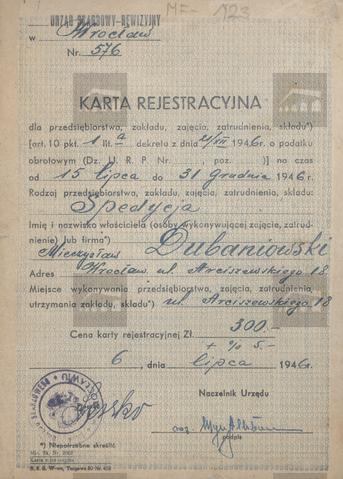 MF- 123
URZĄD SKARBOWY-REWIZYJNY
w Wrocław
Nr. 576
KARTA REJESTRACYJNA
dla przedsiębiorstwa, zakładu, zajęcia, zatrudnienia, składu*)
[art. 10 pkt. 1 lit. a dekretu z dnia 21/XII 1946 r. o podatku
obrotowym (Dz. U. R. P. Nr. , poz. )] na czas
od 15 lipca do 31 Grudnia 1946 r.
Rodzaj przedsiębiorstwa, zakładu, zajęcia, zatrudnienia, składu:
Spedycja
Imię i nazwisko właściciela (osoby wykonywującej zajęcie, zatrud-
nienie) lub firma*) Mieczysław Dubaniowski
Adres Wrocław ul. Arciszewskiego 18
Miejsce wykonywania przedsiębiorstwa, zajęcia, zatrudnienia,
utrzymania zakładu, składu*) ul. Arciszewskiego 18
Cena karty rejestracyjnej Zł. 300.-
+ % 5.-
6, dnia lipca 1946 r.
Naczelnik Urzędu
podpis
*) Niepotrzebne skreślić.